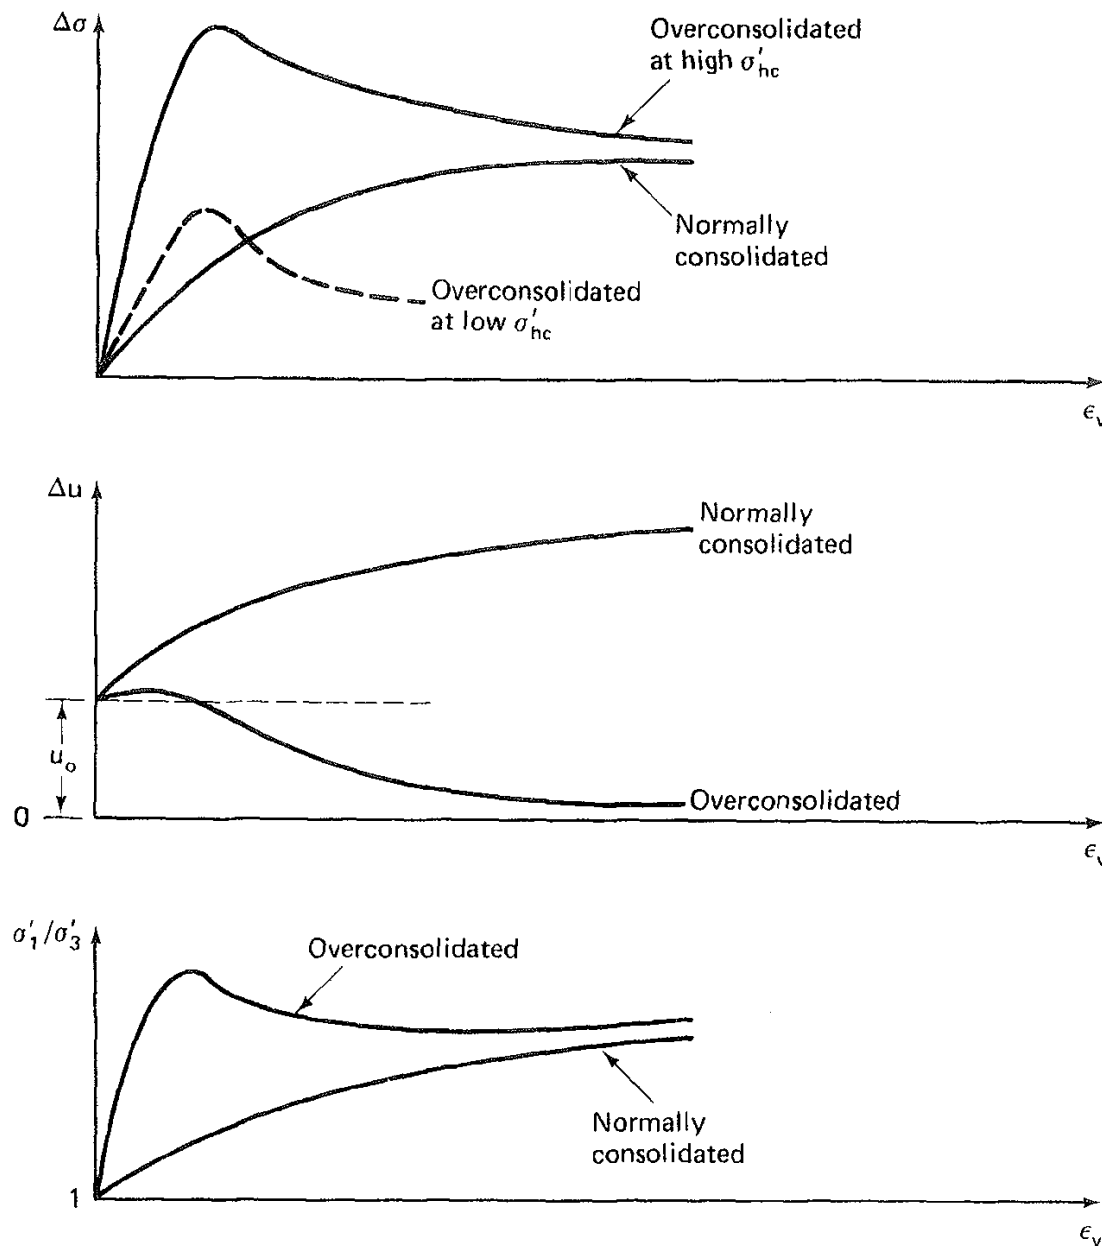 Δσ
Overconsolidated
at high σ′hc
Normally
consolidated
Overconsolidated
at low σ′hc
ϵv
Δu
Normally
consolidated
uo
0
Overconsolidated
ϵv
σ′1/σ′3
Overconsolidated
Normally
consolidated
1
ϵv